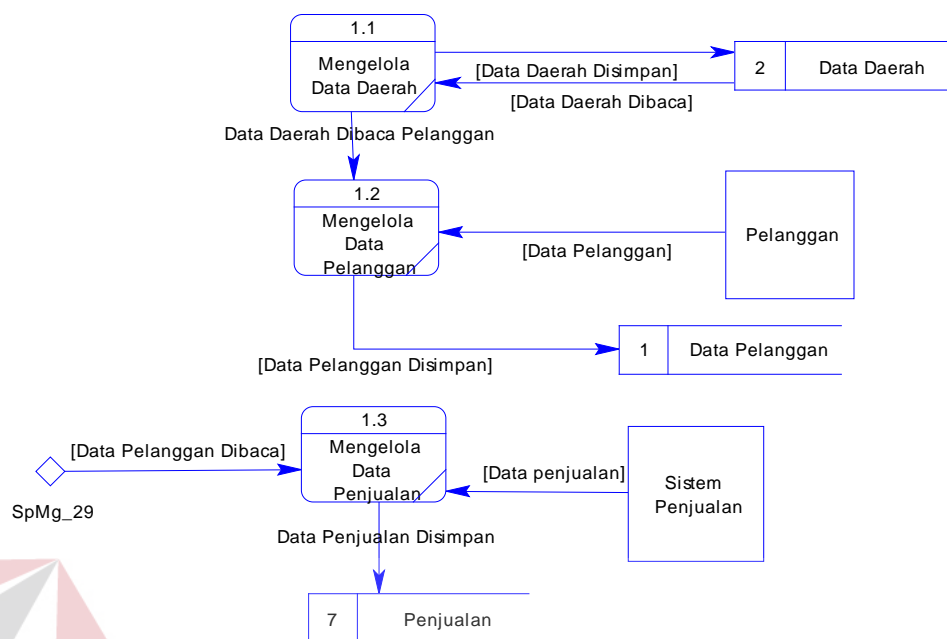 1.1
Mengelola
Data Daerah
[Data Daerah Disimpan]
2
Data Daerah
[Data Daerah Dibaca]
Data Daerah Dibaca Pelanggan
1.2
Mengelola
Data
Pelanggan
[Data Pelanggan]
Pelanggan
1
Data Pelanggan
[Data Pelanggan Disimpan]
1.3
Mengelola
Data
Penjualan
[Data Pelanggan Dibaca]
SpMg_29
[Data penjualan]
Sistem
Penjualan
Data Penjualan Disimpan
7
Penjualan